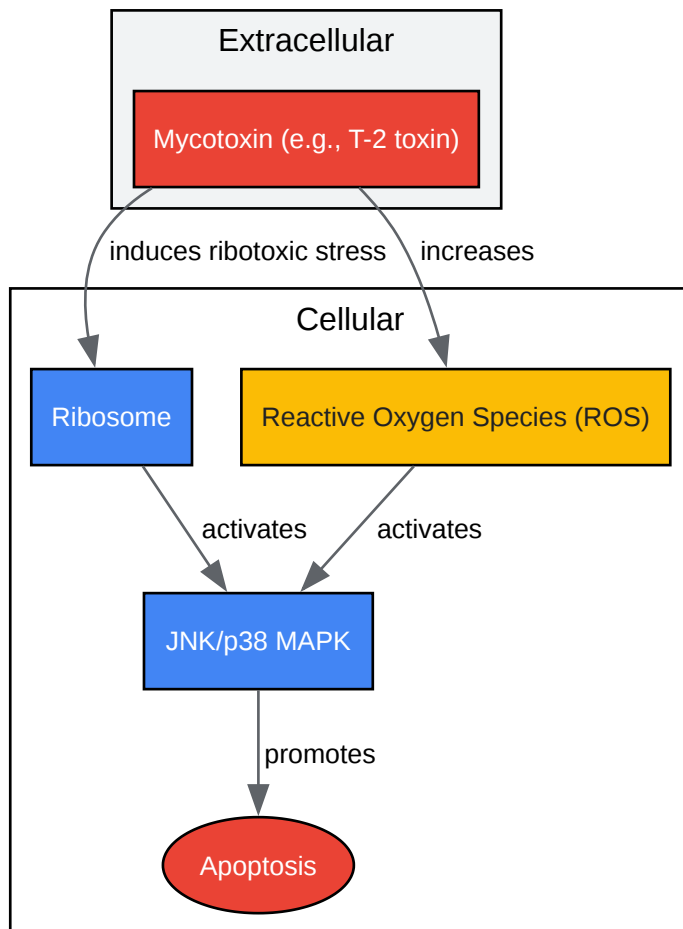 Extracellular
Mycotoxin (e.g., T-2 toxin)
induces ribotoxic stress
increases
Cellular
Ribosome
Reactive Oxygen Species (ROS)
activates
activates
JNK/p38 MAPK
promotes
Apoptosis